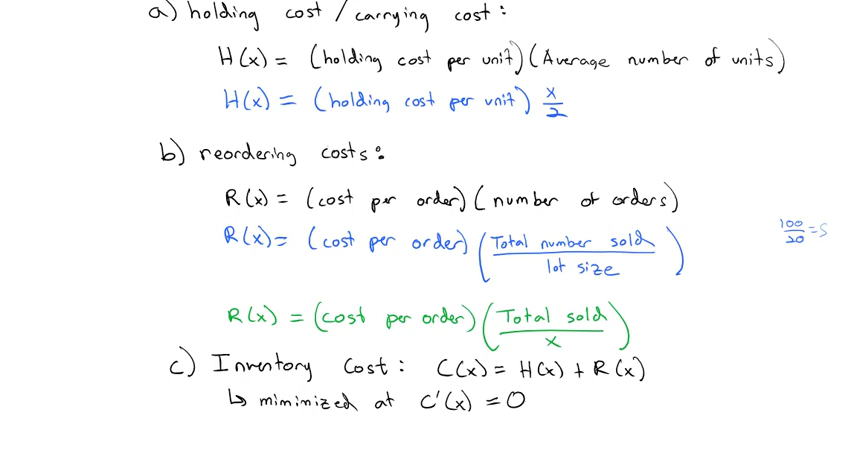 a) holding cost / carrying cost :
H(x) = (holding cost per unit)(Average number of units)
H(x) = (holding cost per unit) x/2
b) reordering costs :
R(x) = (cost per order)(number of orders)
R(x) = (cost per order) (Total number sold / lot size)
100/20 = 5
R(x) = (cost per order) (Total sold / x)
c) Inventory Cost : C(x) = H(x) + R(x)
↳ minimized at C'(x) = 0